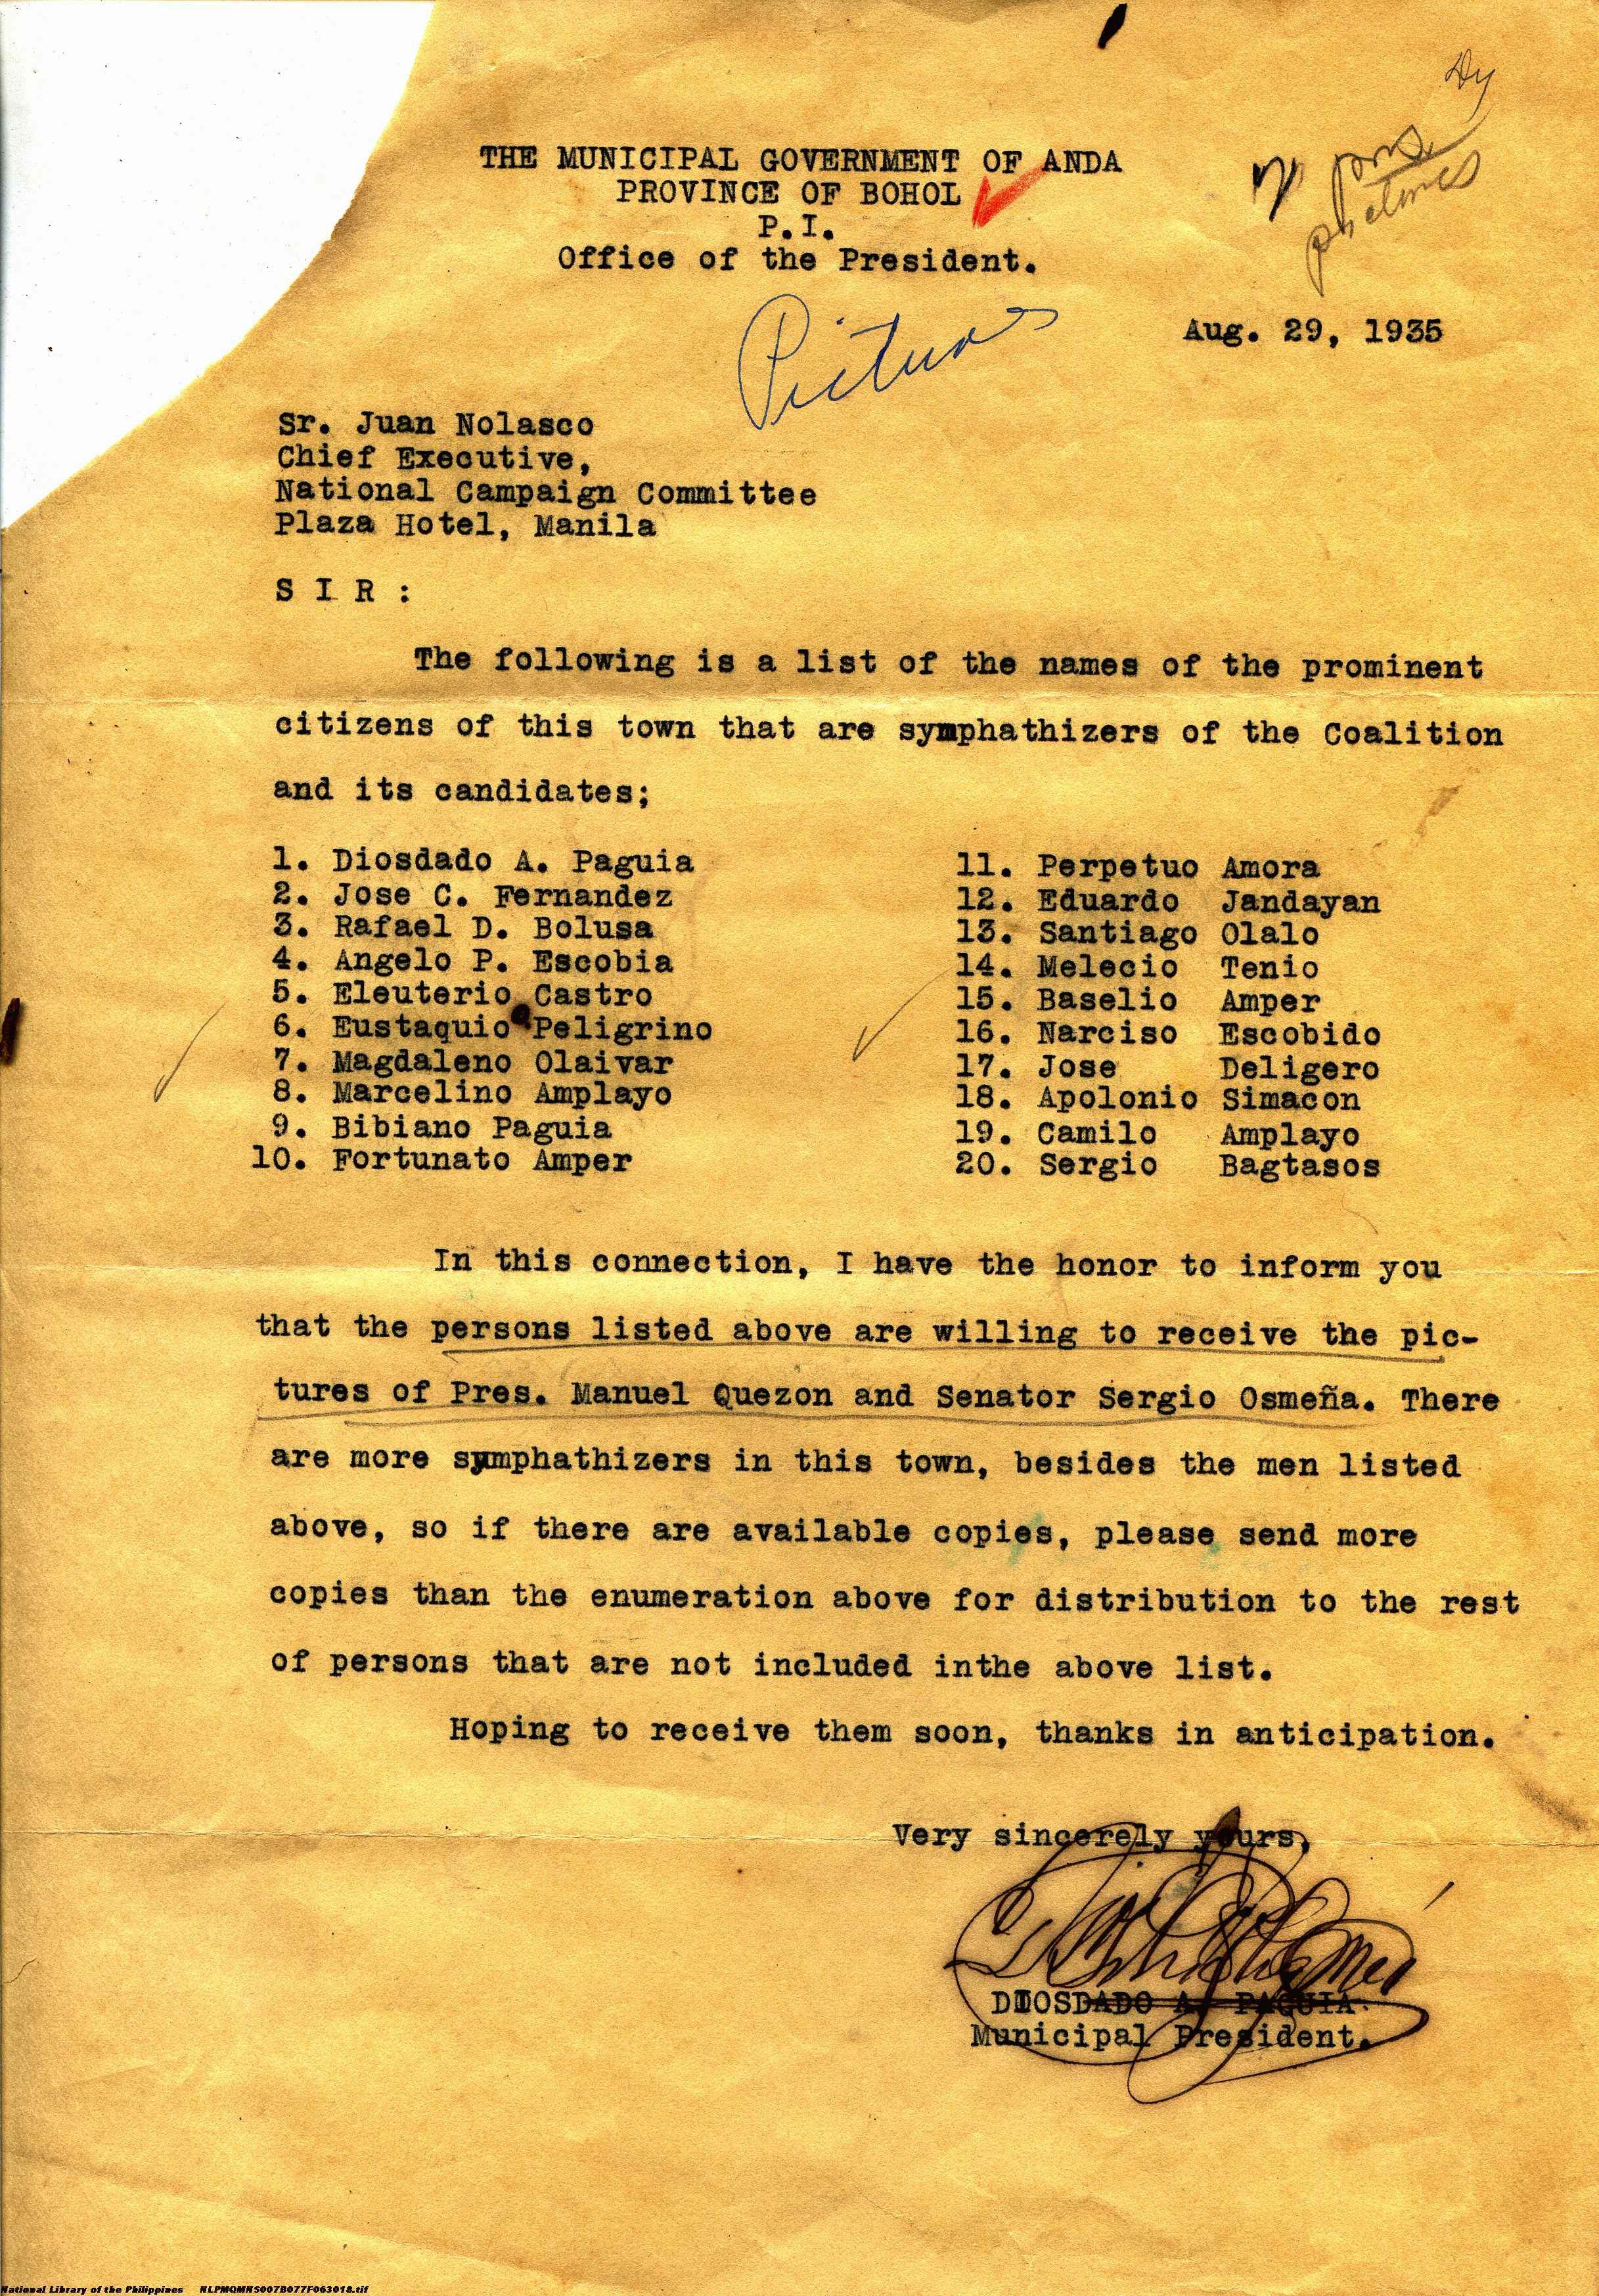 Dy
THE MUNICIPAL GOVERNMENT OF ANDA
PROVINCE OF BOHOL
P.I.
Office of the President.
Pictures
Aug. 29, 1935
Sr. Juan Nolasco
Chief Executive,
National Campaign Committee
Plaza Hotel, Manila
S I R :
The following is a list of the names of the prominent
citizens of this town that are symphathizers of the Coalition
and its candidates;
1. Diosdado A. Paguia
2. Jose C. Fernandez
3. Rafael D. Bolusa
4. Angelo P. Escobia
5. Eleuterio Castro
6. Eustaquio Peligrino
7. Magdaleno Olaivar
8. Marcelino Amplayo
9. Bibiano Paguia
10. Fortunato Amper
11. Perpetuo Amora
12. Eduardo Jandayan
13. Santiago Olalo
14. Melecio Tenio
15. Baselio Amper
16. Narciso Escobido
17. Jose Deligero
18. Apolonio Simacon
19. Camilo Amplayo
20. Sergio Bagtasos
In this connection, I have the honor to inform you
that the persons listed above are willing to receive the pic-
tures of Pres. Manuel Quezon and Senator Sergio Osmeña. There
are more symphathizers in this town, besides the men listed
above, so if there are available copies, please send more
copies than the enumeration above for distribution to the rest
of persons that are not included inthe above list.
Hoping to receive them soon, thanks in anticipation.
Very sincerely yours,
DIOSDADO A. PAGUIA
Municipal President.
National Library of the Philippines NLPMQMNS007B077F063018.tif